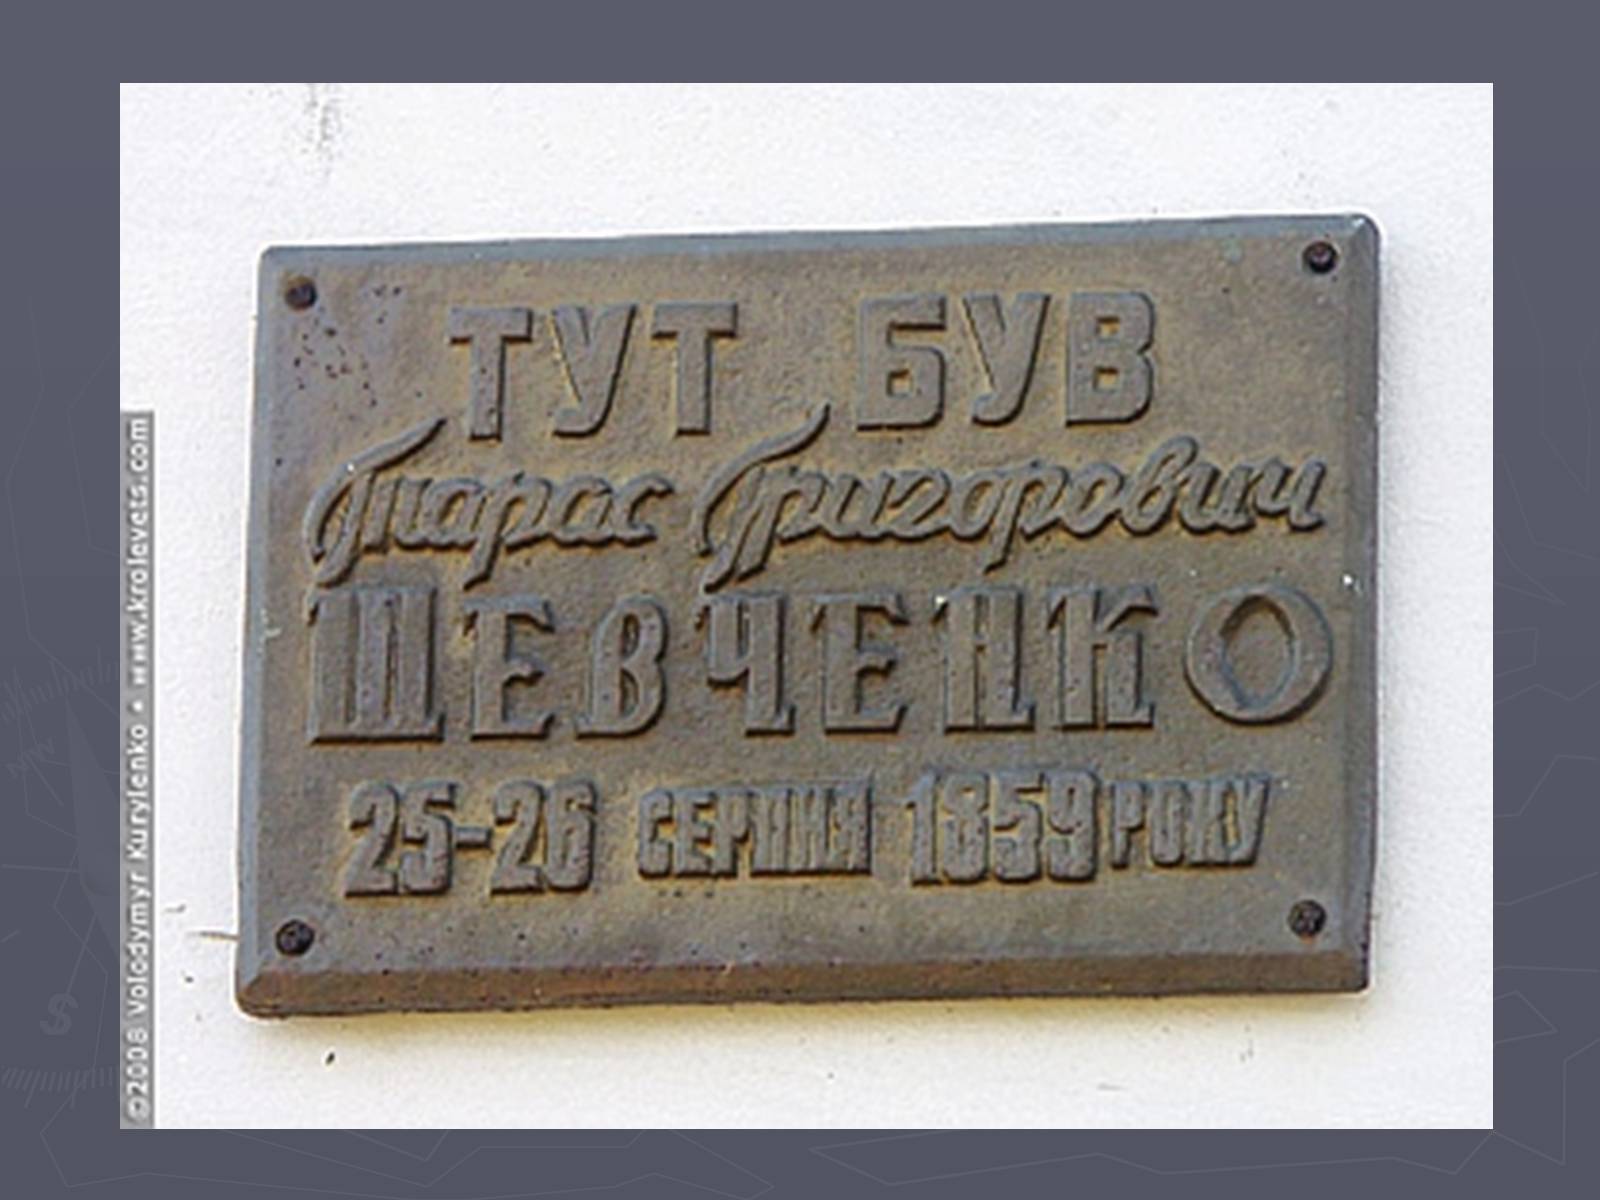 ТУТ БУВ
Тарас Григорович
ШЕВЧЕНКО
25-26 СЕРПНЯ 1859 РОКУ
©2008 Volodymyr Kurylenko • www.krolevets.com